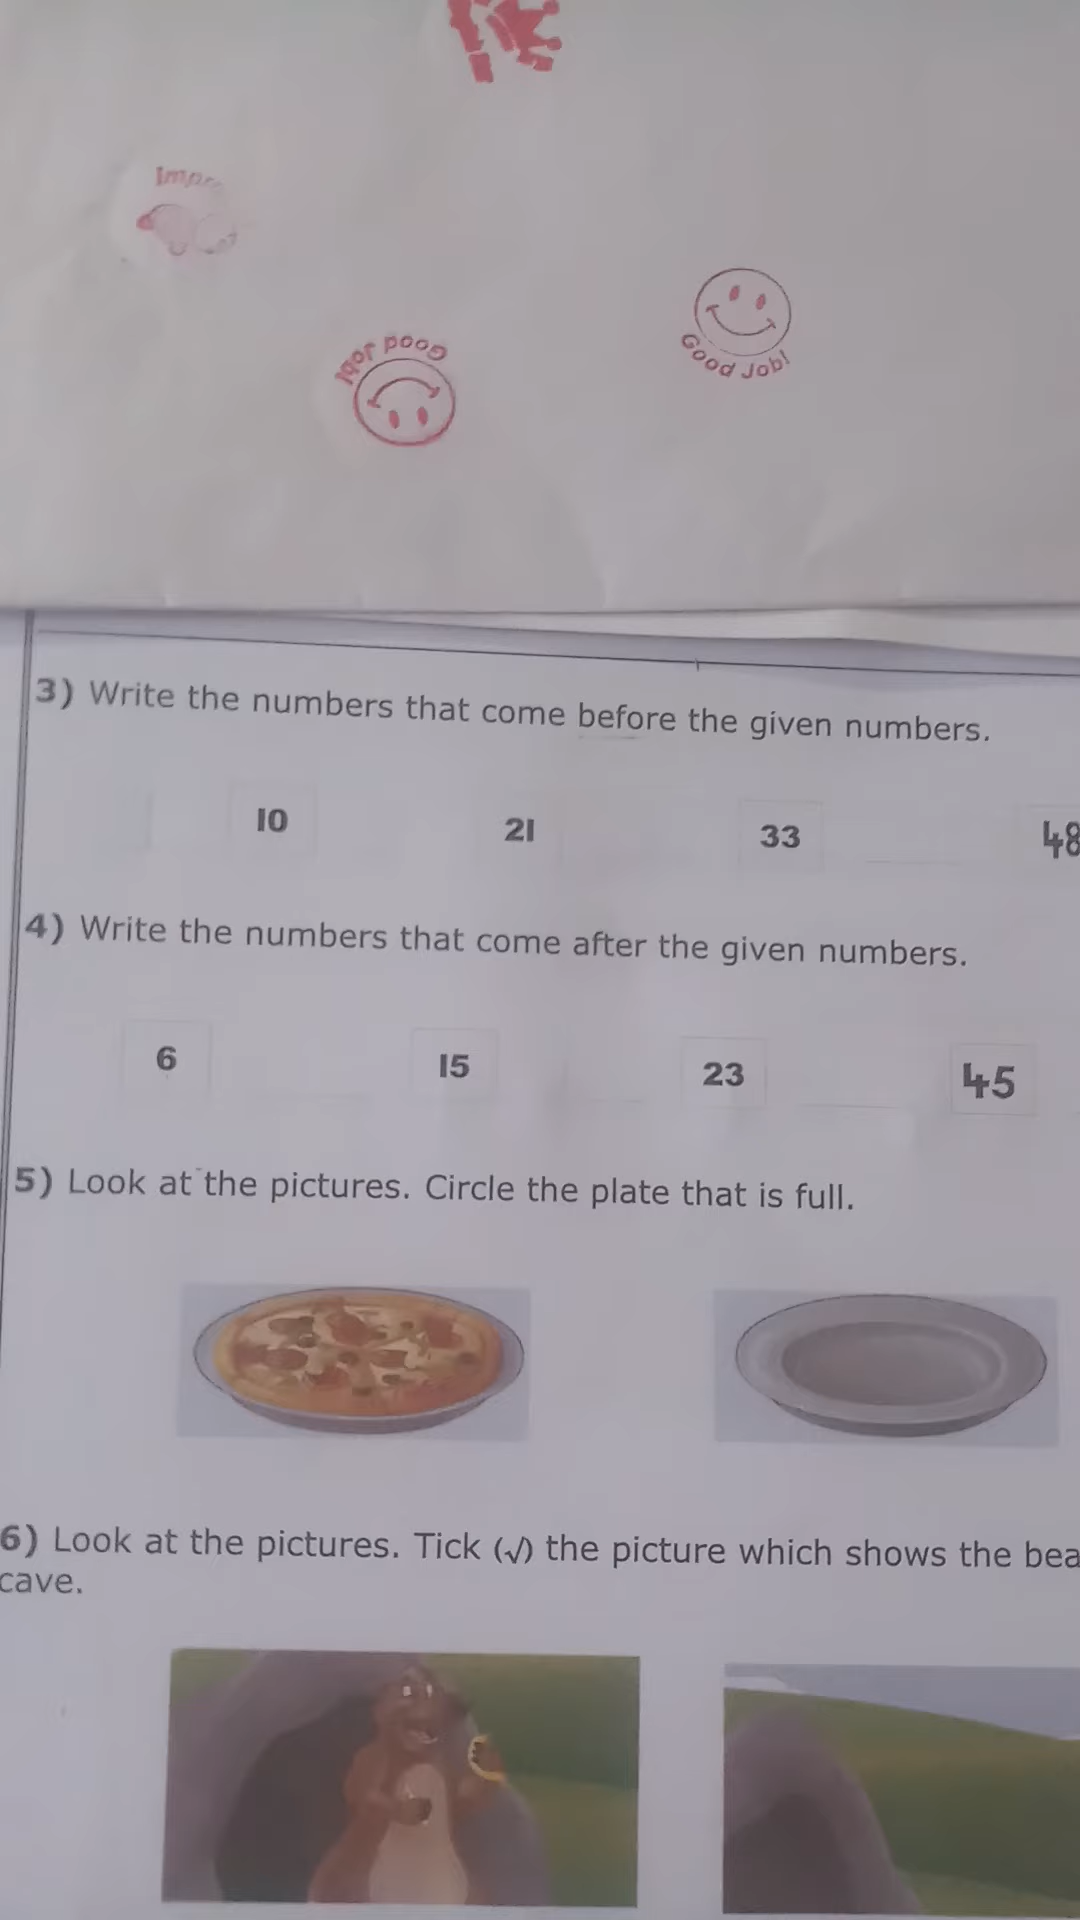 Impr
Good Job!
Good Job!
3) Write the numbers that come before the given numbers.
10 21 33 48
4) Write the numbers that come after the given numbers.
6 15 23 45
5) Look at the pictures. Circle the plate that is full.
6) Look at the pictures. Tick (√) the picture which shows the bea
cave.